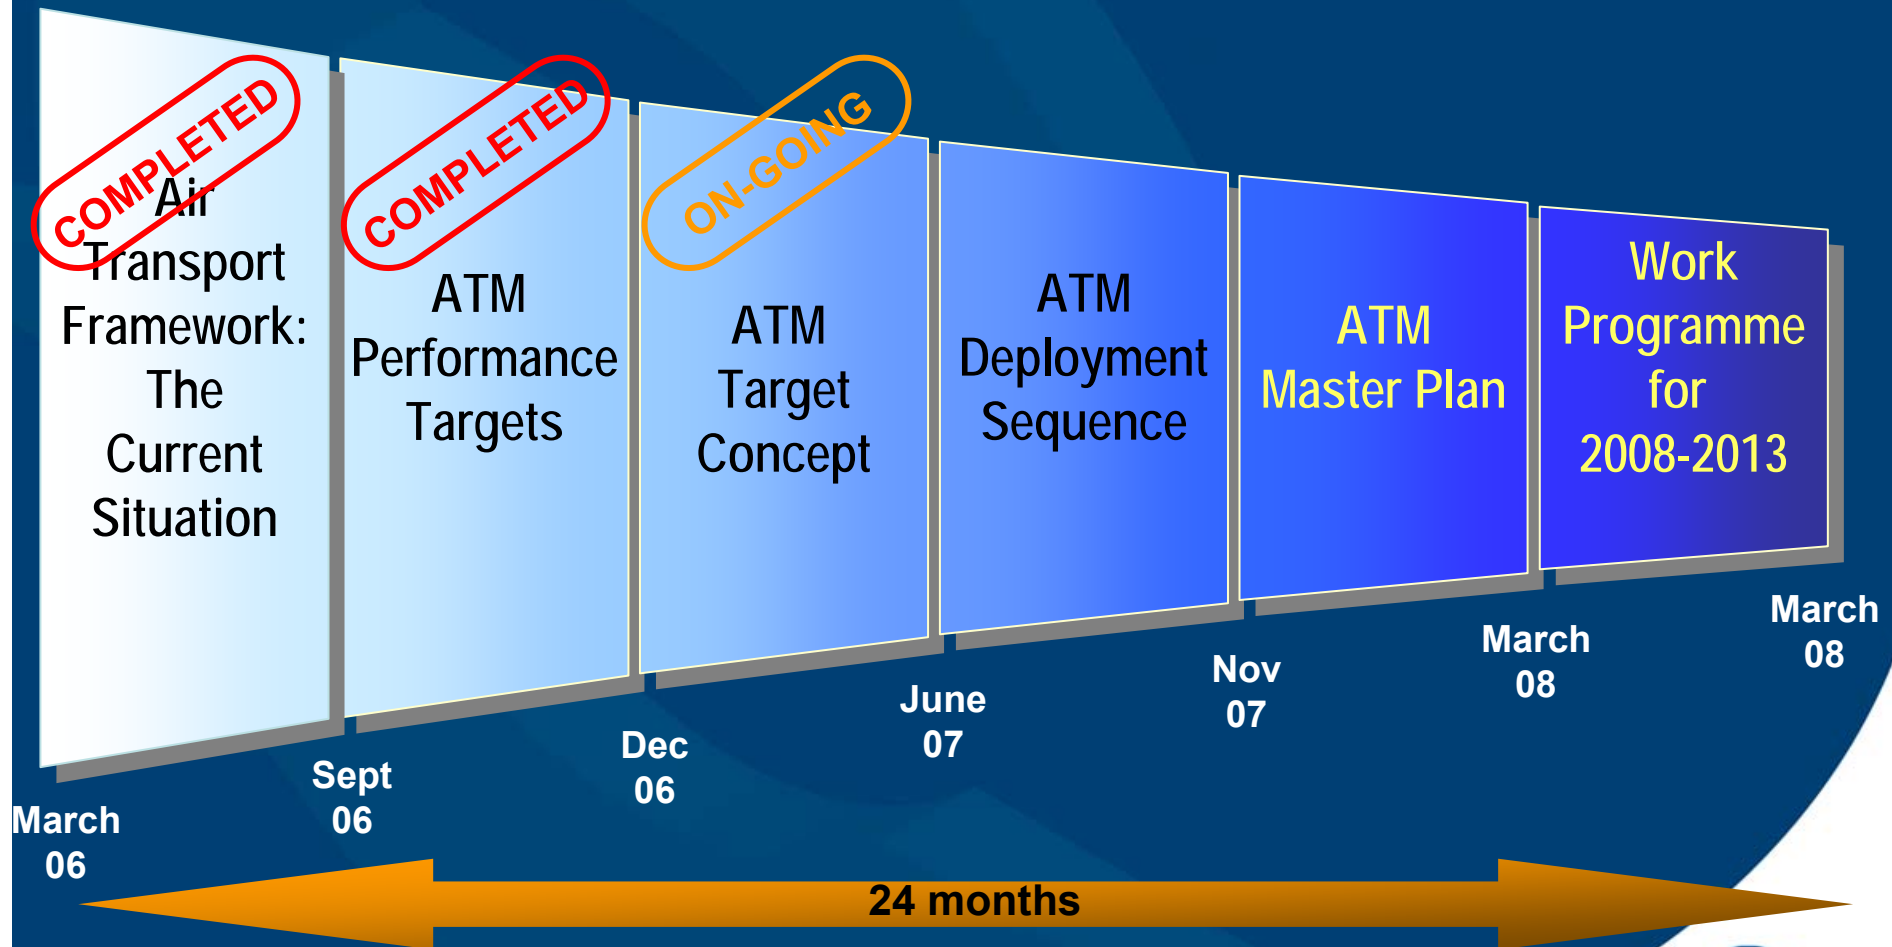 COMPLETED
Air
Transport
Framework:
The
Current
Situation
COMPLETED
ATM
Performance
Targets
ON-GOING
ATM
Target
Concept
ATM
Deployment
Sequence
ATM
Master Plan
Work
Programme
for
2008-2013
March
06
Sept
06
Dec
06
June
07
Nov
07
March
08
March
08
24 months